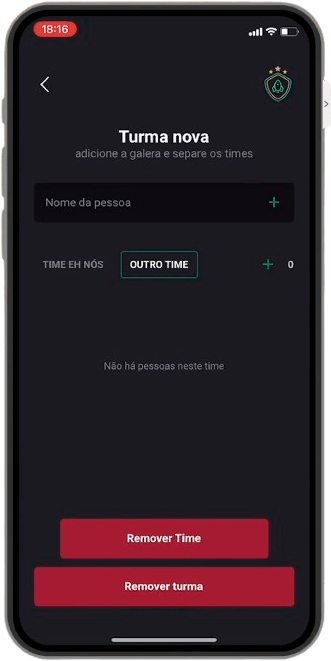 18:16
Turma nova
adicione a galera e separe os times
Nome da pessoa
TIME EH NÓS OUTRO TIME 0
Não há pessoas neste time
Remover Time
Remover turma